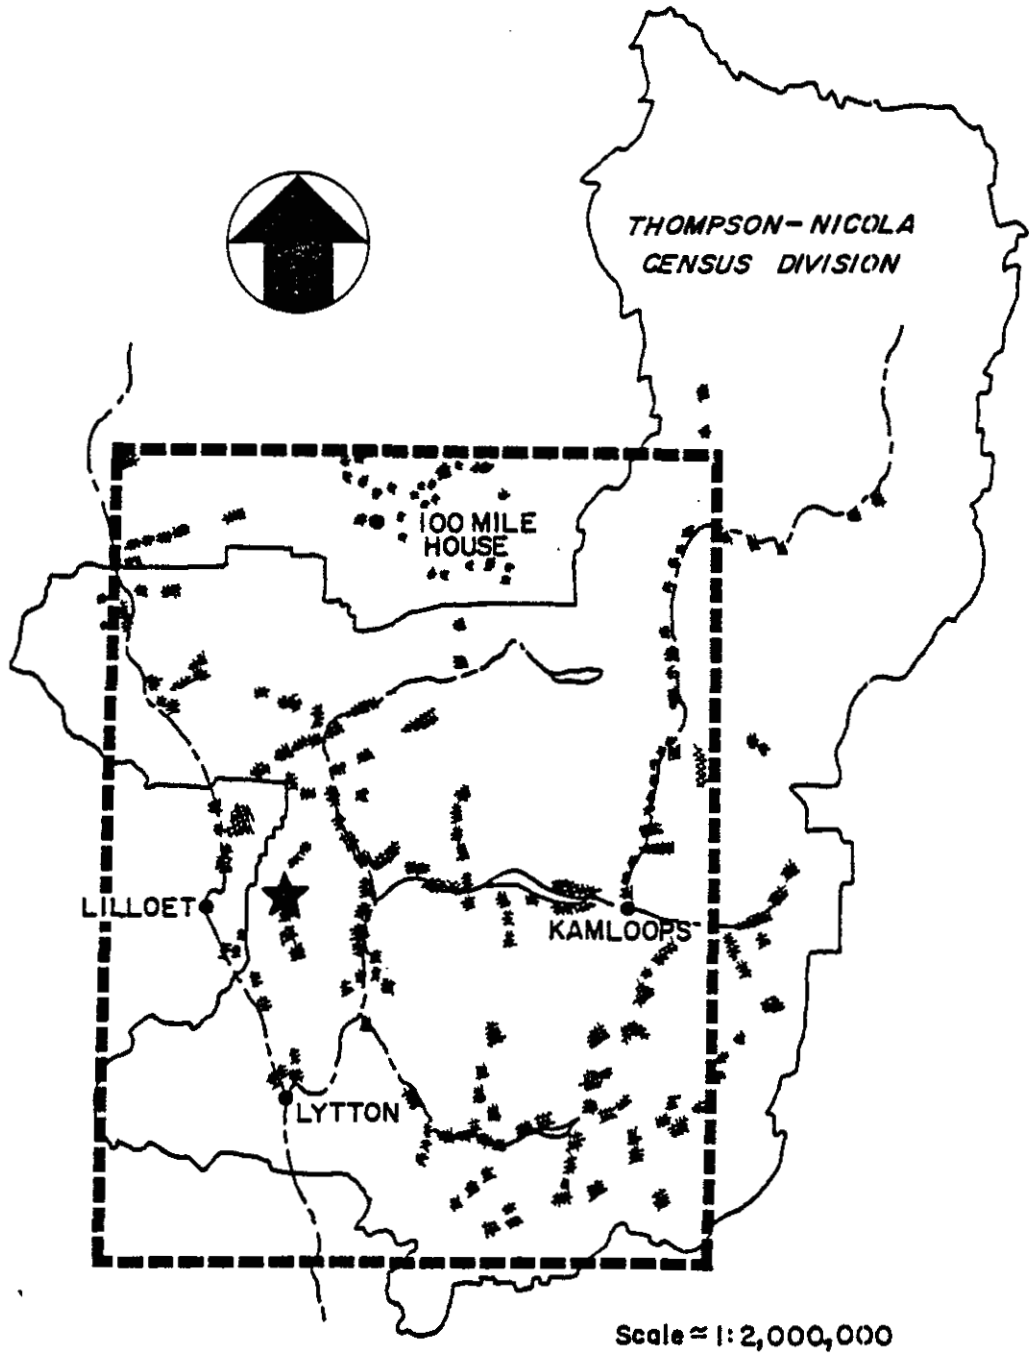 THOMPSON-NICOLA
CENSUS DIVISION
100 MILE
HOUSE
LILLOET
KAMLOOPS
LYTTON
Scale ≃ 1:2,000,000